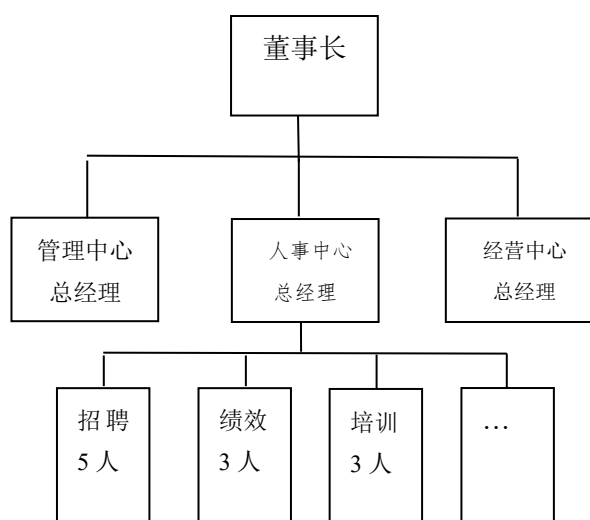 董事长
管理中心
总经理
人事中心
总经理
经营中心
总经理
招 聘
5 人
绩效
3 人
培训
3 人
…